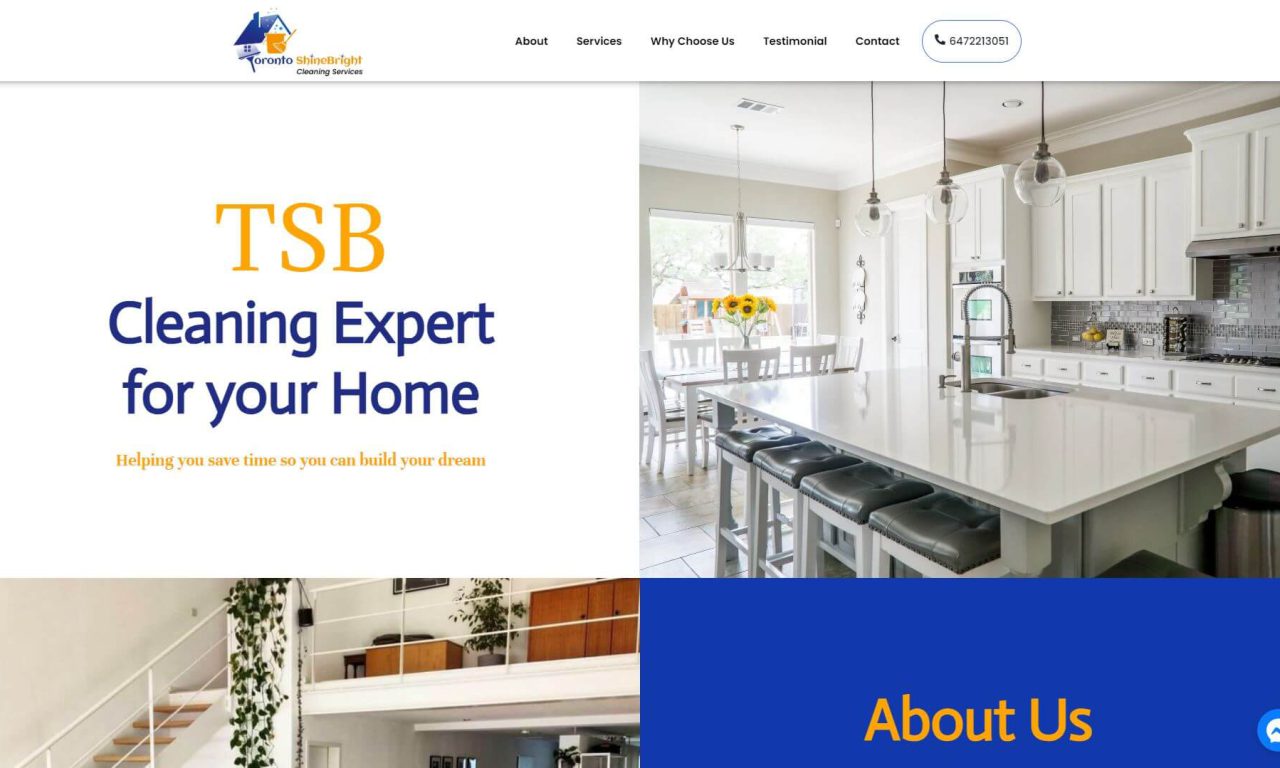 Toronto ShineBright
Cleaning Services
About
Services
Why Choose Us
Testimonial
Contact
6472213051
TSB
Cleaning Expert
for your Home
Helping you save time so you can build your dream
About Us